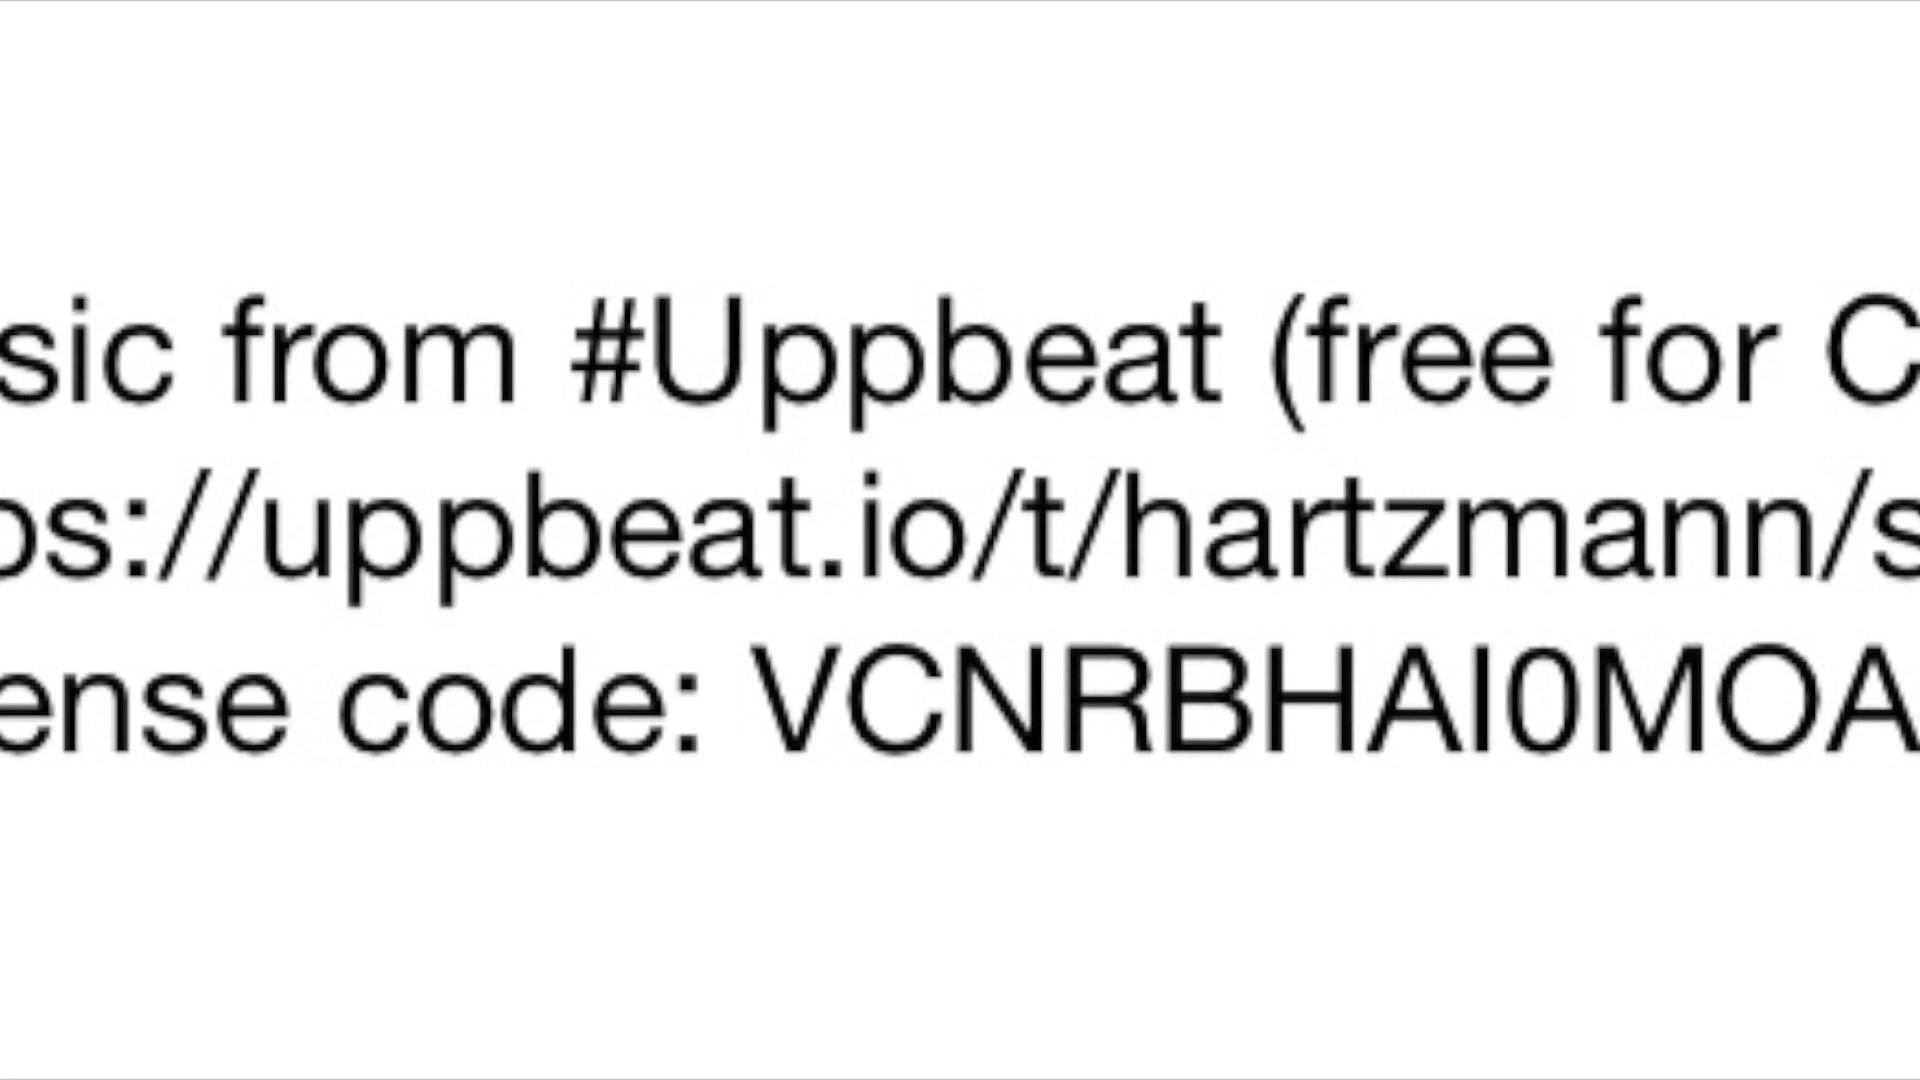 sic from #Uppbeat (free for C
ps://uppbeat.io/t/hartzmann/s
ense code: VCNRBHAI0MOA